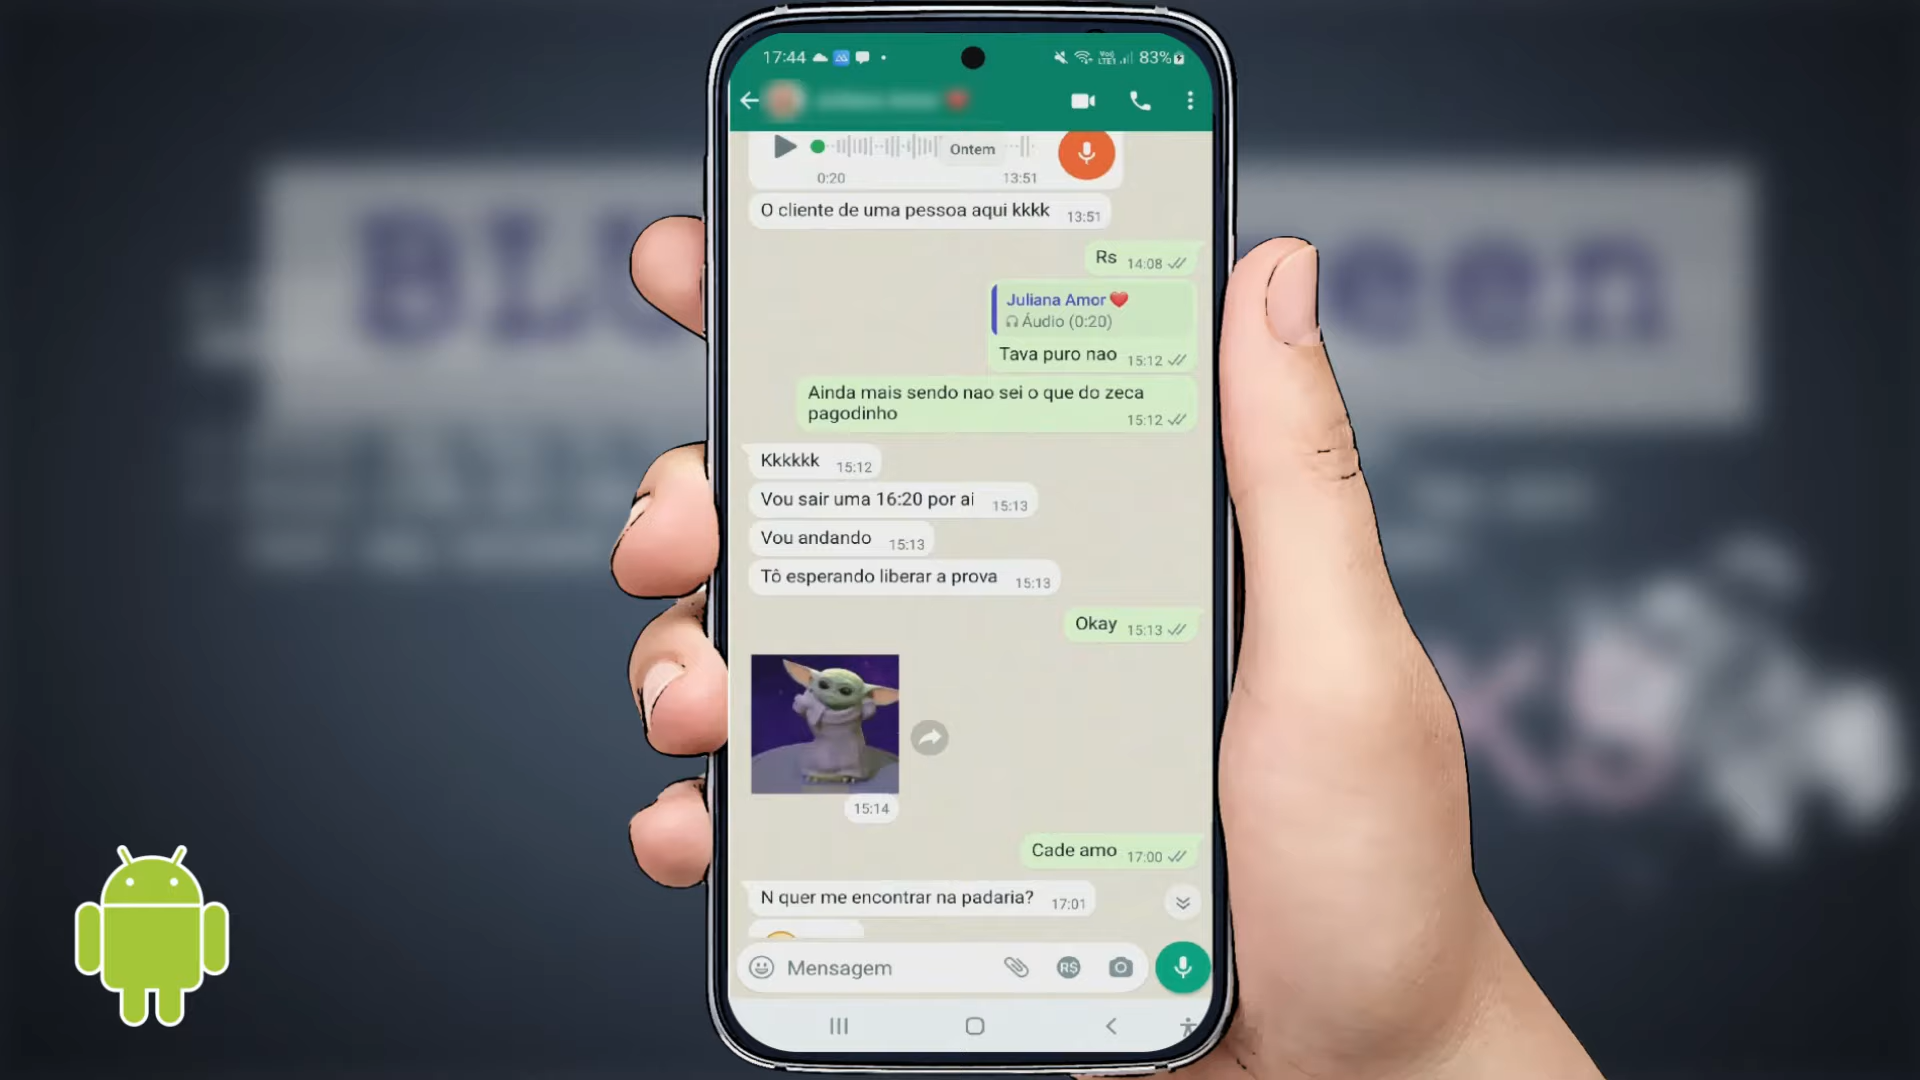 17:44
83%
Ontem
0:20
13:51
O cliente de uma pessoa aqui kkkk 13:51
Rs 14:08
Juliana Amor❤️
Áudio (0:20)
Tava puro nao 15:12
Ainda mais sendo nao sei o que do zeca
pagodinho
15:12
Kkkkkk 15:12
Vou sair uma 16:20 por ai 15:13
Vou andando 15:13
Tô esperando liberar a prova 15:13
Okay 15:13
15:14
Cade amo 17:00
N quer me encontrar na padaria? 17:01
Mensagem
R$